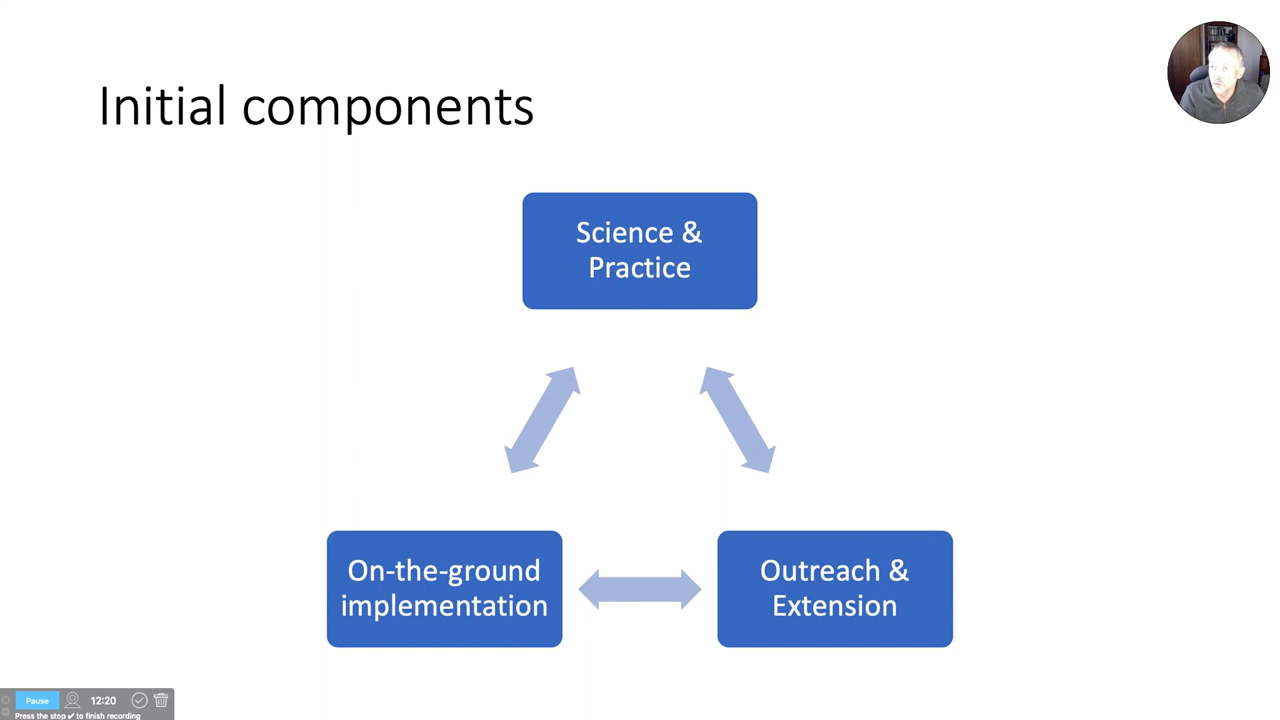 Initial components
Science &
Practice
On-the-ground
implementation
Outreach &
Extension
Pause
12:20
Press the stop ✓ to finish recording